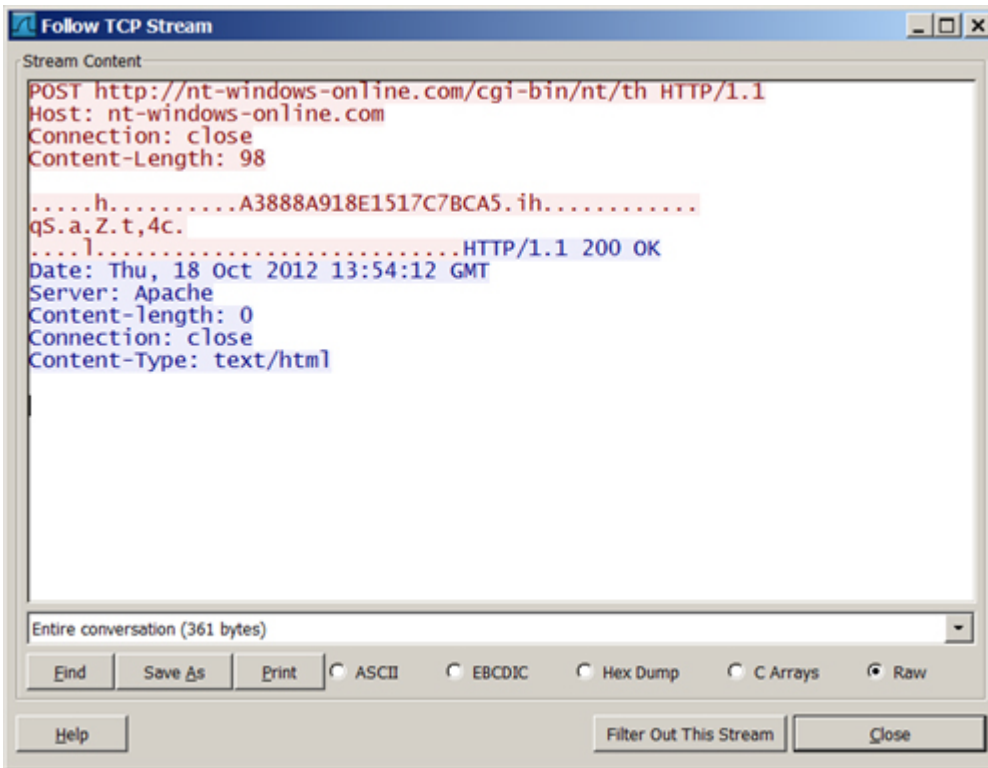 Follow TCP Stream
Stream Content
POST http://nt-windows-online.com/cgi-bin/nt/th HTTP/1.1
Host: nt-windows-online.com
Connection: close
Content-Length: 98
.....h..........A3888A918E1517C7BCA5.ih............
qS.a.Z.t,4c.
....l............................HTTP/1.1 200 OK
Date: Thu, 18 Oct 2012 13:54:12 GMT
Server: Apache
Content-length: 0
Connection: close
Content-Type: text/html
Entire conversation (361 bytes)
Find Save As Print ASCII EBCDIC Hex Dump C Arrays Raw
Help Filter Out This Stream Close